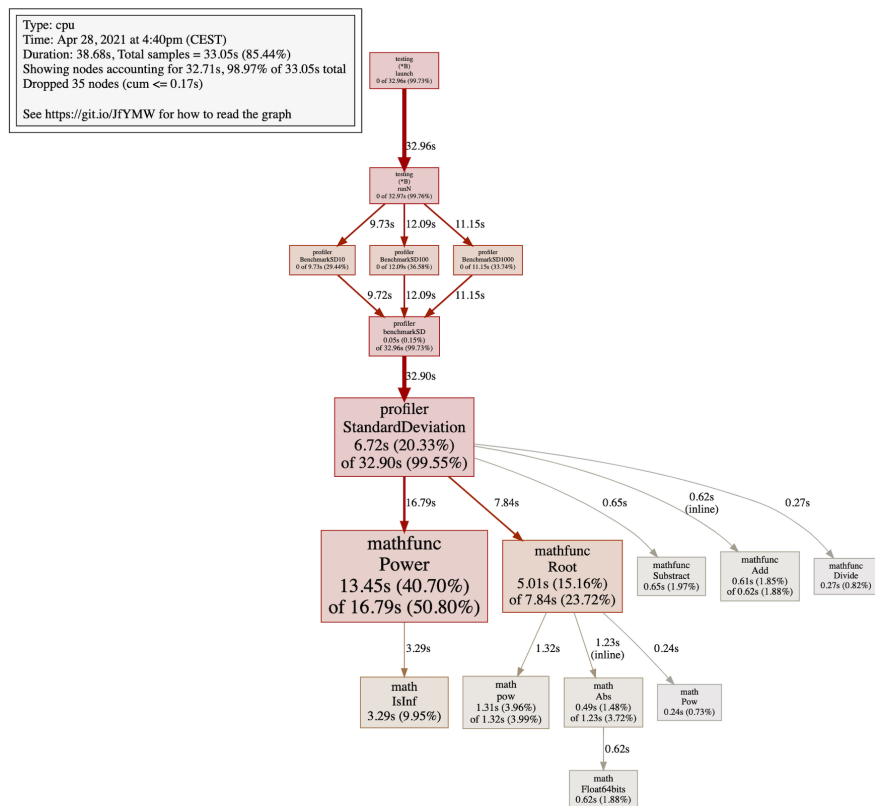 Type: cpu
Time: Apr 28, 2021 at 4:40pm (CEST)
Duration: 38.68s, Total samples = 33.05s (85.44%)
Showing nodes accounting for 32.71s, 98.97% of 33.05s total
Dropped 35 nodes (cum <= 0.17s)
See https://git.io/JfYMW for how to read the graph
testing
(*B)
launch
0 of 32.96s (99.73%)
32.96s
testing
(*B)
runN
0 of 32.97s (99.76%)
9.73s
12.09s
11.15s
profiler
BenchmarkSD10
0 of 9.73s (29.44%)
profiler
BenchmarkSD100
0 of 12.09s (36.58%)
profiler
BenchmarkSD1000
0 of 11.15s (33.74%)
9.72s
12.09s
11.15s
profiler
benchmarkSD
0.05s (0.15%)
of 32.96s (99.73%)
32.90s
profiler
StandardDeviation
6.72s (20.33%)
of 32.90s (99.55%)
16.79s
7.84s
0.65s
0.62s
(inline)
0.27s
mathfunc
Power
13.45s (40.70%)
of 16.79s (50.80%)
mathfunc
Root
5.01s (15.16%)
of 7.84s (23.72%)
mathfunc
Substract
0.65s (1.97%)
mathfunc
Add
0.61s (1.85%)
of 0.62s (1.88%)
mathfunc
Divide
0.27s (0.82%)
3.29s
1.32s
1.23s
(inline)
0.24s
math
IsInf
3.29s (9.95%)
math
pow
1.31s (3.96%)
of 1.32s (3.99%)
math
Abs
0.49s (1.48%)
of 1.23s (3.72%)
math
Pow
0.24s (0.73%)
0.62s
math
Float64bits
0.62s (1.88%)